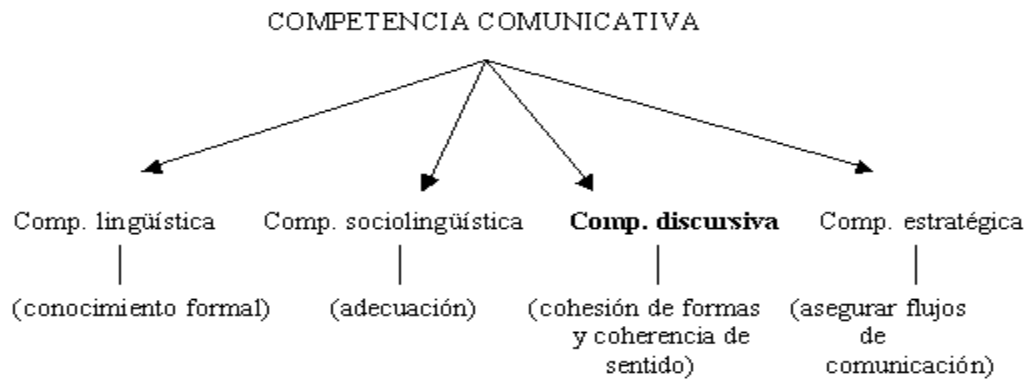 COMPETENCIA COMUNICATIVA
Comp. lingüística
Comp. sociolingüística
Comp. discursiva
Comp. estratégica
(conocimiento formal)
(adecuación)
(cohesión de formas
y coherencia de
sentido)
(asegurar flujos
de
comunicación)